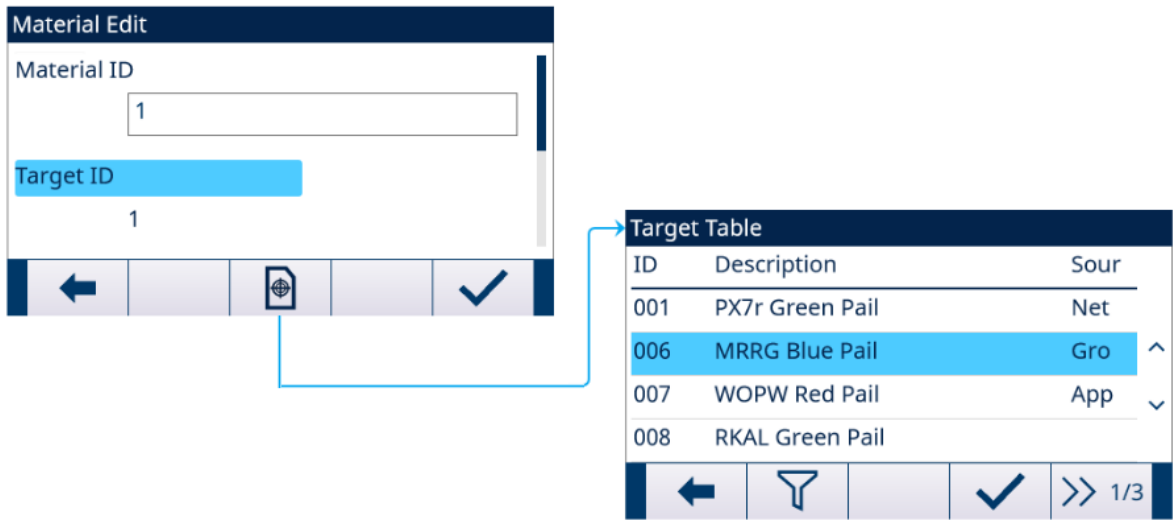 Material Edit
Material ID
1
Target ID
1
Target Table
ID Description Sour
001 PX7r Green Pail Net
006 MRRG Blue Pail Gro
007 WOPW Red Pail App
008 RKAL Green Pail
1/3